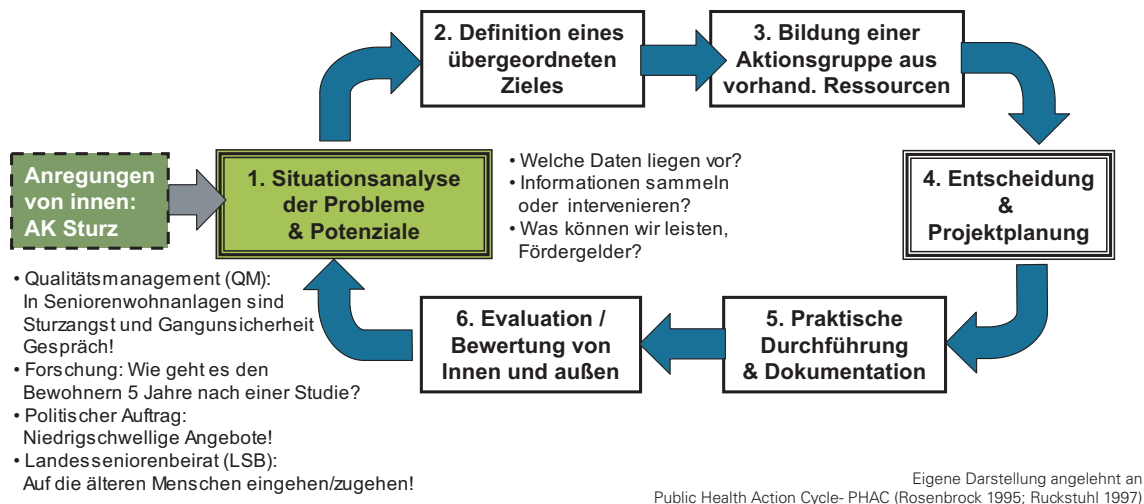 2. Definition eines
übergeordneten
Zieles
3. Bildung einer
Aktionsgruppe aus
vorhand. Ressourcen
Anregungen
von innen:
AK Sturz
1. Situationsanalyse
der Probleme
& Potenziale
• Welche Daten liegen vor?
• Informationen sammeln
oder intervenieren?
• Was können wir leisten,
Fördergelder?
4. Entscheidung
&
Projektplanung
• Qualitätsmanagement (QM):
In Seniorenwohnanlagen sind
Sturzangst und Gangunsicherheit
Gespräch!
• Forschung: Wie geht es den
Bewohnern 5 Jahre nach einer Studie?
• Politischer Auftrag:
Niedrigschwellige Angebote!
• Landesseniorenbeirat (LSB):
Auf die älteren Menschen eingehen/zugehen!
6. Evaluation /
Bewertung von
Innen und außen
5. Praktische
Durchführung
& Dokumentation
Eigene Darstellung angelehnt an
Public Health Action Cycle- PHAC (Rosenbrock 1995; Ruckstuhl 1997)